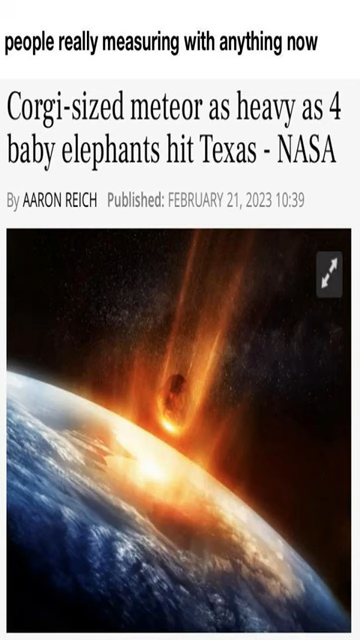 people really measuring with anything now
Corgi-sized meteor as heavy as 4
baby elephants hit Texas - NASA
By AARON REICH Published: FEBRUARY 21, 2023 10:39